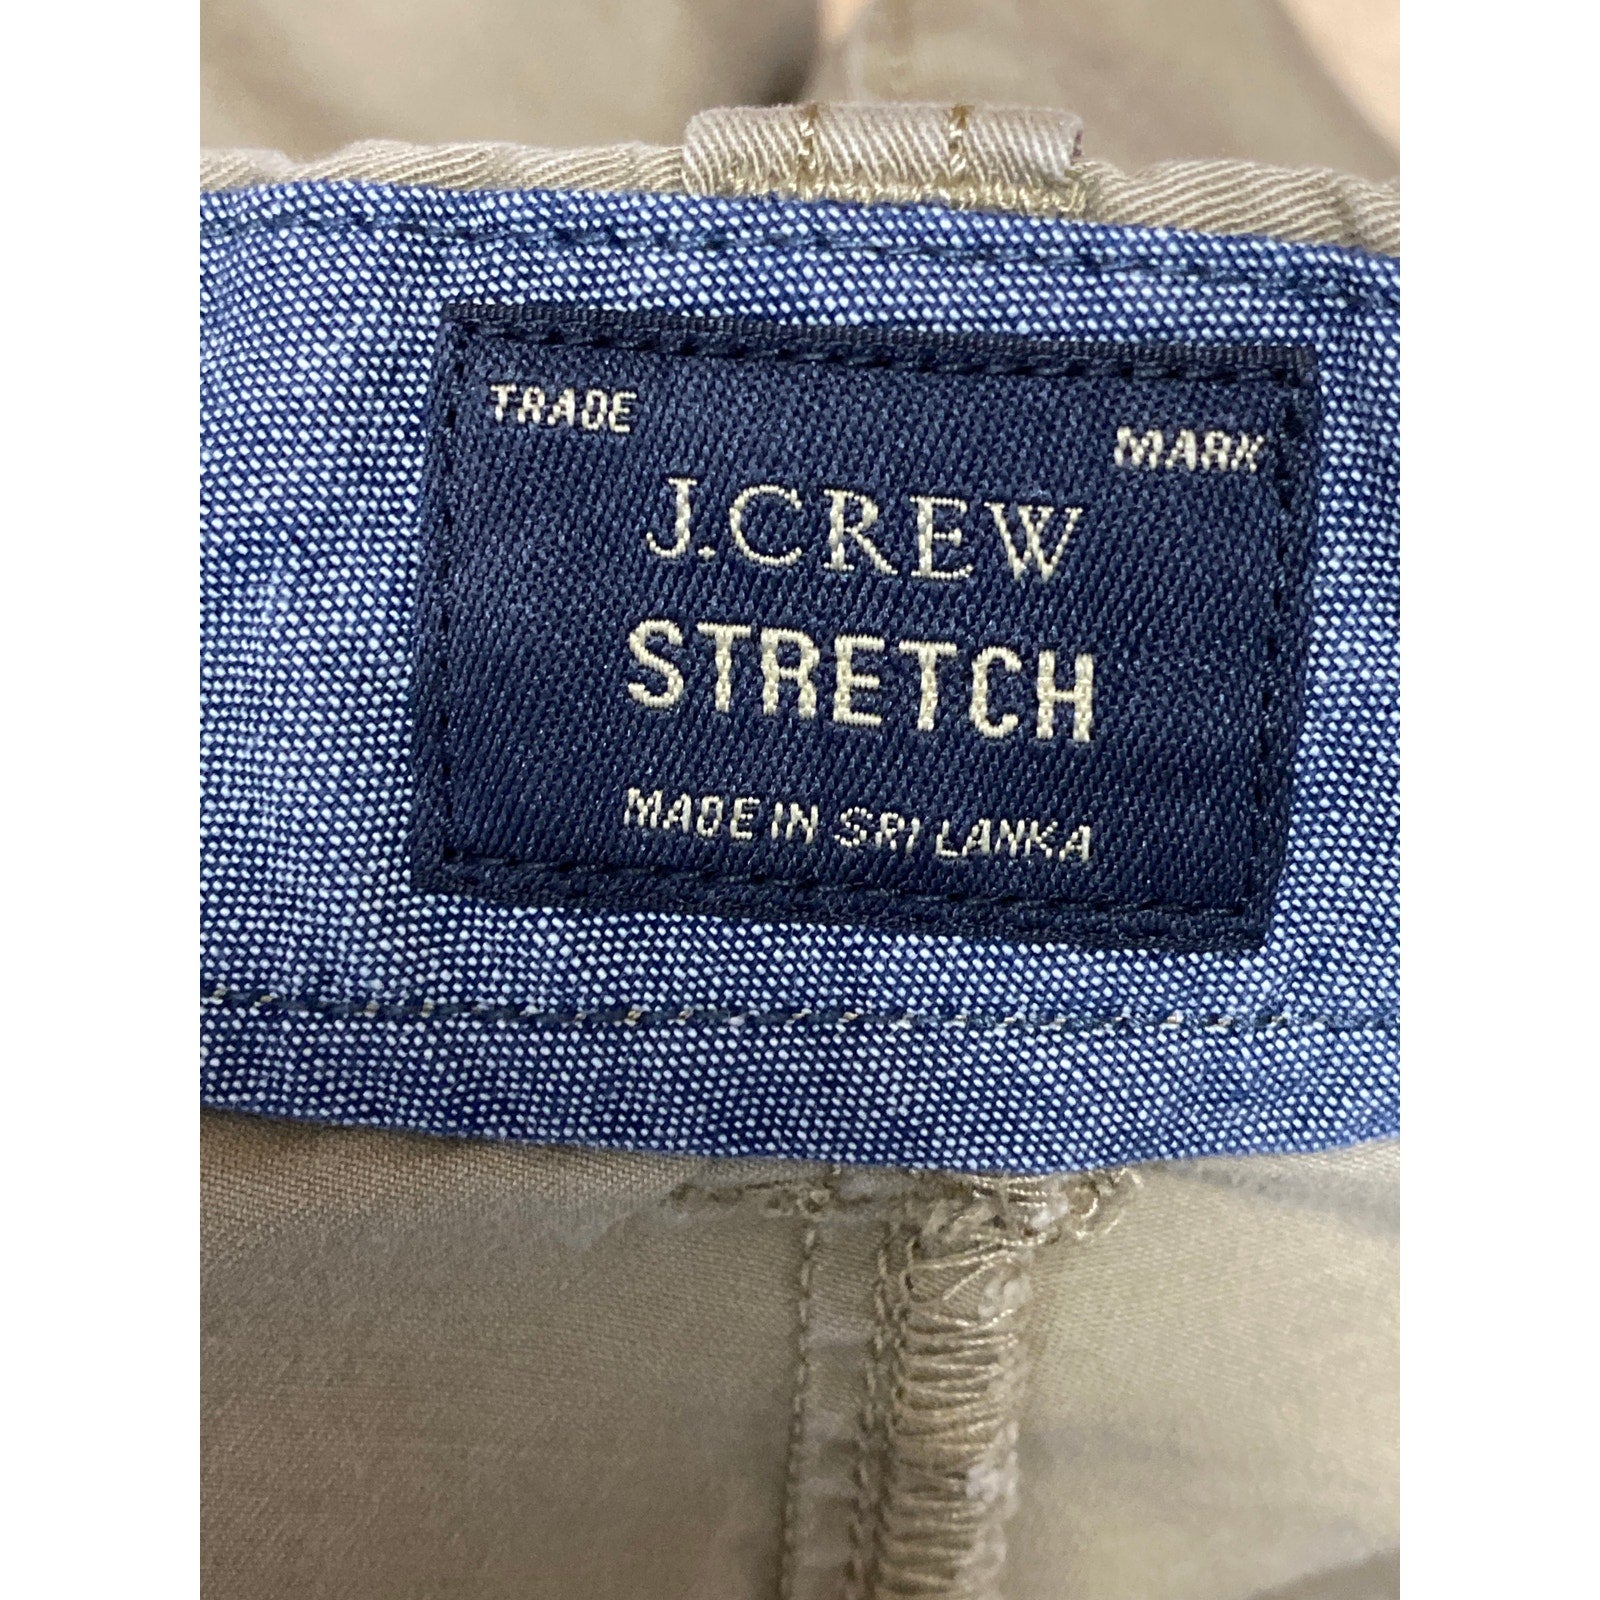 TRADE MARK
J.CREW
STRETCH
MADE IN SRI LANKA